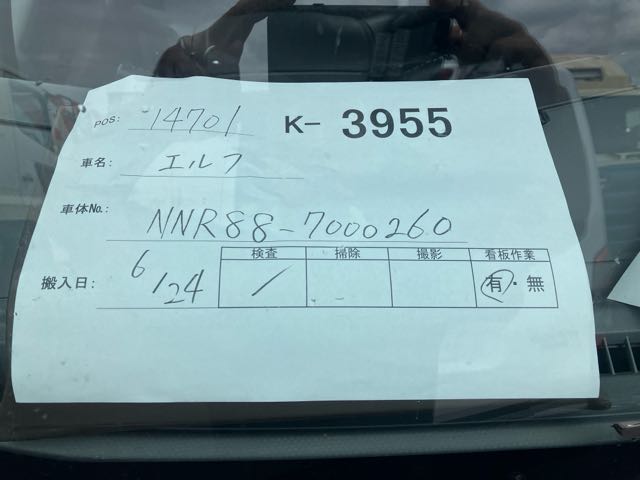 POS: 14701 K- 3955
車名: エルフ
車体No.: NNR88-7000260
搬入日: 6/24
検査 掃除 撮影 看板作業
有・無